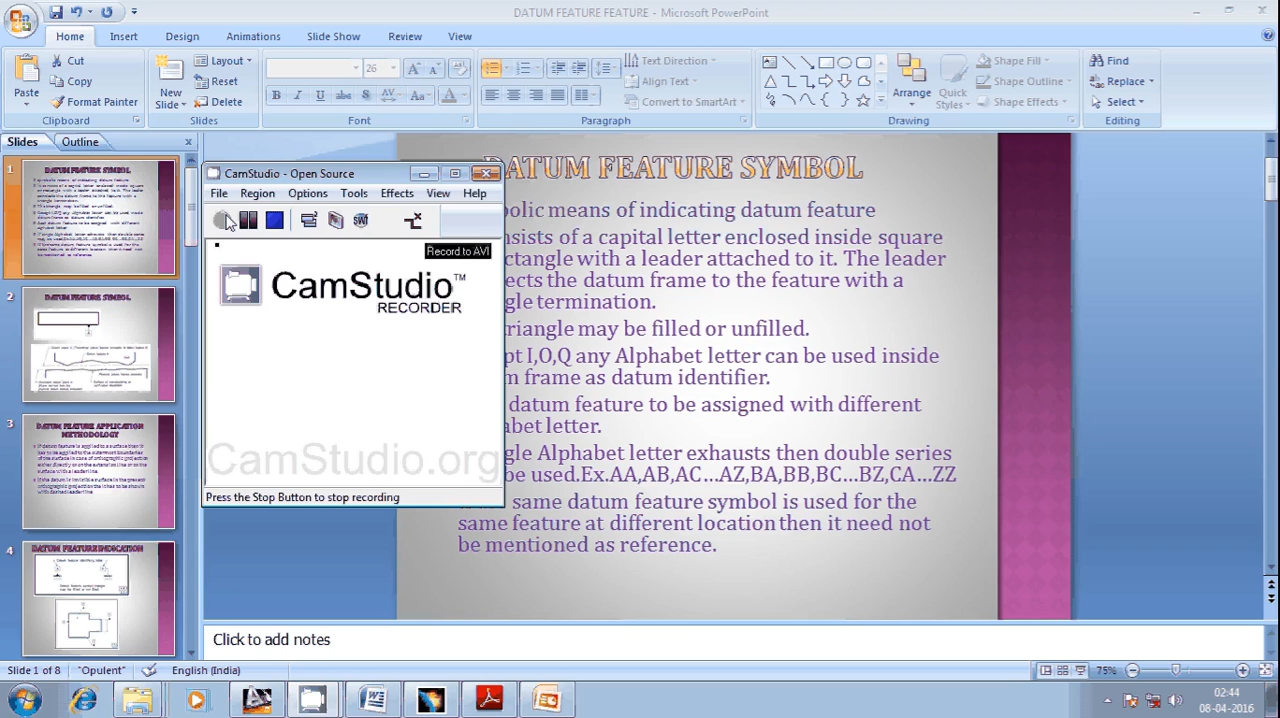 DATUM FEATURE FEATURE - Microsoft PowerPoint
Home Insert Design Slide Show Animations Review View
Cut
Copy
Format Painter
Paste
Clipboard
New
Slide
Layout
Reset
Delete
Slides
26
B I U abc S AV Aa A
Font
Text Direction
Align Text
Convert to SmartArt
Paragraph
Arrange
Quick
Styles
Shape Fill
Shape Outline
Shape Effects
Drawing
Find
Replace
Select
Editing
Slides Outline
1
DATUM FEATURE SYMBOL
2
DATUM FEATURE SYMBOL
3
DATUM FEATURE APPLICATION
METHODOLOGY
4
DATUM FEATURE INDICATION
CamStudio - Open Source
File Region Options Tools Effects View Help
Record to AVI
CamStudio™
RECORDER
CamStudio.org
Press the Stop Button to stop recording
DATUM FEATURE SYMBOL
means of indicating datum feature
of a capital letter enclosed inside square
with a leader attached to it. The leader
the datum frame to the feature with a
termination.
triangle may be filled or unfilled.
I,O,Q any Alphabet letter can be used inside
frame as datum identifier.
datum feature to be assigned with different
letter.
Alphabet letter exhausts then double series
be used.Ex.AA,AB,AC...AZ,BA,BB,BC...BZ,CA...ZZ
same datum feature symbol is used for the
same feature at different location then it need not
be mentioned as reference.
Click to add notes
Slide 1 of 8 "Opulent" English (India) 75%
02:44
08-04-2016